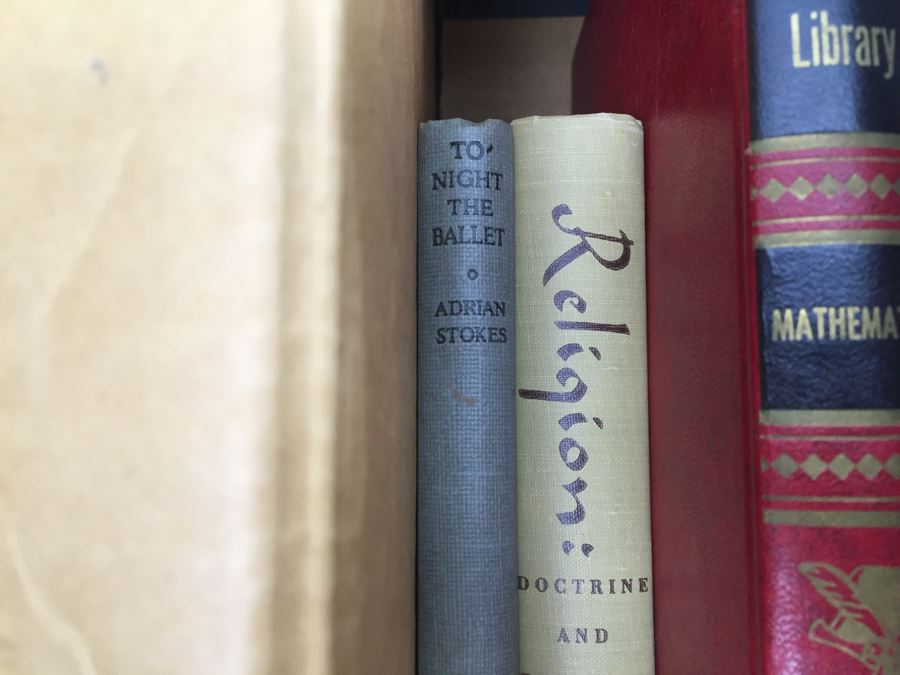 TO-
NIGHT
THE
BALLET
ADRIAN
STOKES
Religion:
DOCTRINE
AND
Library
MATHEMAT